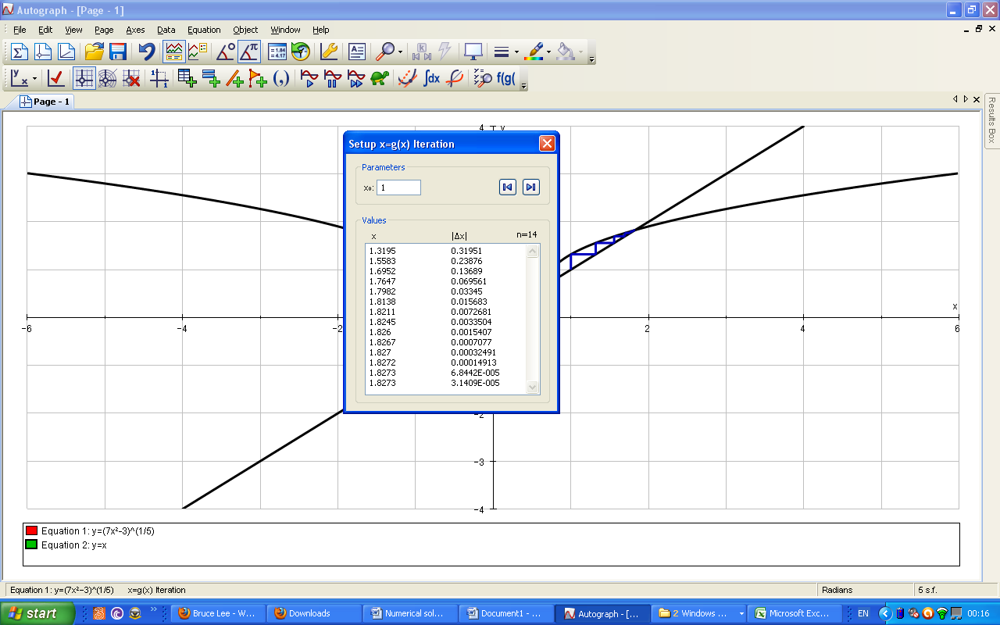 Autograph - [Page - 1]
File Edit View Page Axes Data Equation Object Window Help
f(g(
Page - 1
Results Box
4 y
Setup x=g(x) Iteration
Parameters
x₀: 1
Values
x |Δx| n=14
1.3195 0.31951
1.5583 0.23876
1.6952 0.13689
1.7647 0.069561
1.7982 0.03345
1.8138 0.015683
1.8211 0.0072681
1.8245 0.0033504
1.826 0.0015407
1.8267 0.0007077
1.827 0.00032491
1.8272 0.00014913
1.8273 6.8442E-005
1.8273 3.1409E-005
x
-6 -4 -2 2 4 6
-2
-3
-4
Equation 1: y=(7x²-3)^(1/5)
Equation 2: y=x
Equation 1: y=(7x²-3)^(1/5) x=g(x) Iteration Radians 5 s.f.
start Bruce Lee - W... Downloads Numerical sol... Document1 - ... Autograph - [... 2 Windows ... Microsoft Exc... EN 00:16